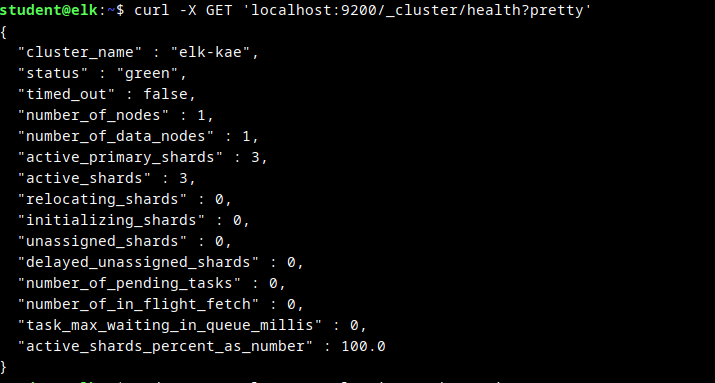 student@elk:~$ curl -X GET 'localhost:9200/_cluster/health?pretty'
{
  "cluster_name" : "elk-kae",
  "status" : "green",
  "timed_out" : false,
  "number_of_nodes" : 1,
  "number_of_data_nodes" : 1,
  "active_primary_shards" : 3,
  "active_shards" : 3,
  "relocating_shards" : 0,
  "initializing_shards" : 0,
  "unassigned_shards" : 0,
  "delayed_unassigned_shards" : 0,
  "number_of_pending_tasks" : 0,
  "number_of_in_flight_fetch" : 0,
  "task_max_waiting_in_queue_millis" : 0,
  "active_shards_percent_as_number" : 100.0
}